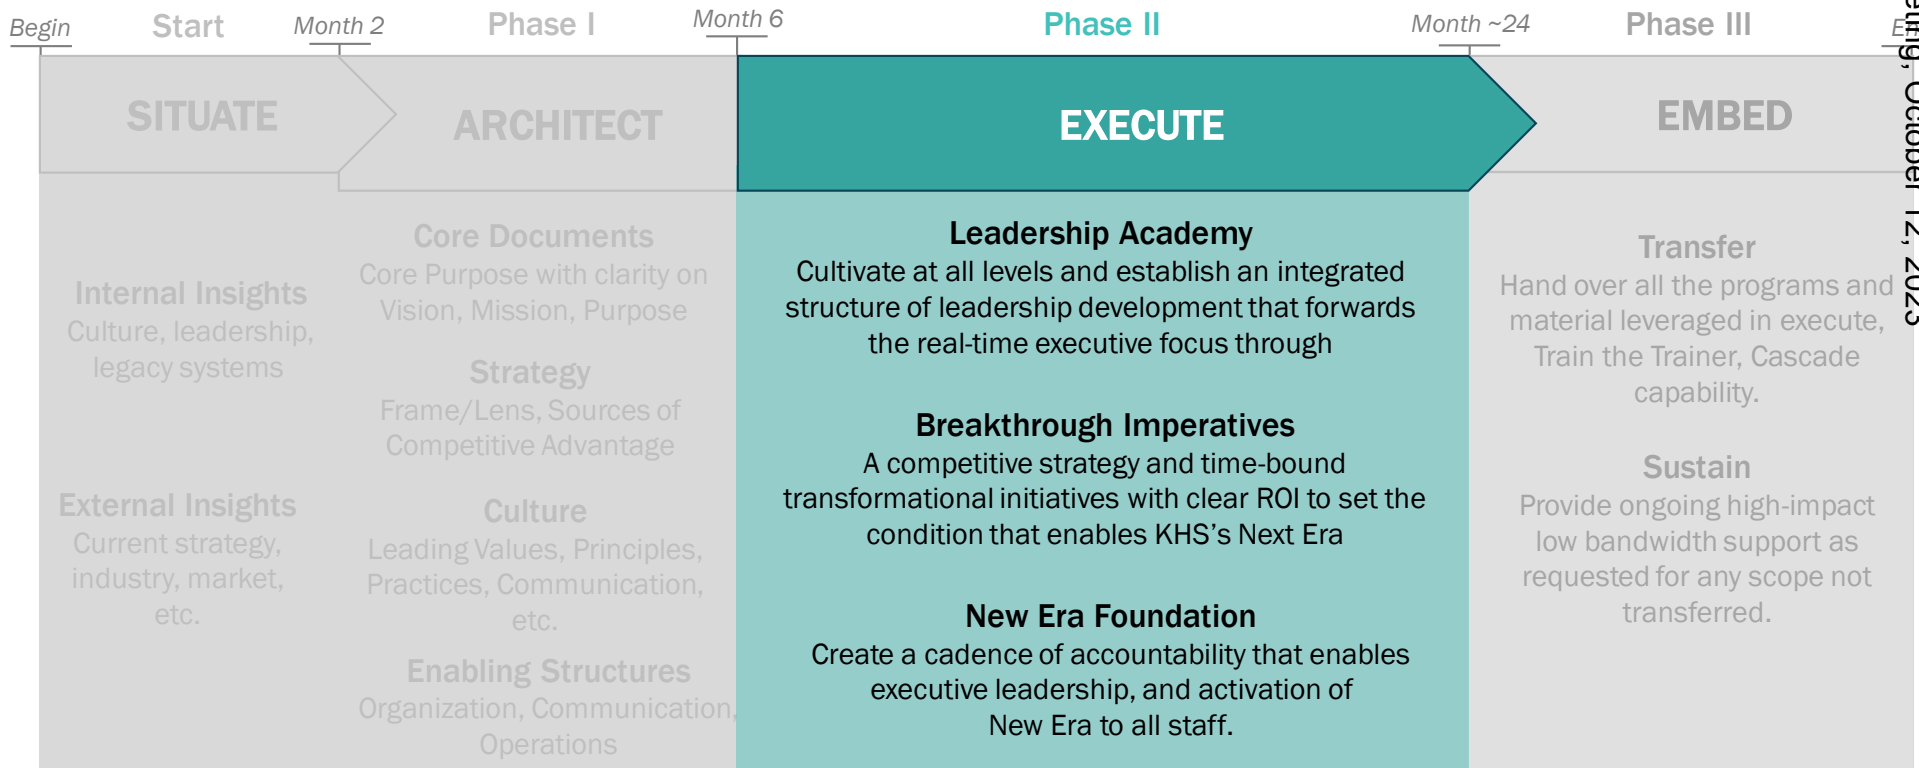 Begin
Start
Month 2
Phase I
Month 6
Phase II
Month ~24
Phase III
SITUATE
ARCHITECT
EXECUTE
EMBED
Internal Insights
Culture, leadership,
legacy systems
External Insights
Current strategy,
industry, market,
etc.
Core Documents
Core Purpose with clarity on
Vision, Mission, Purpose
Strategy
Frame/Lens, Sources of
Competitive Advantage
Culture
Leading Values, Principles,
Practices, Communication,
etc.
Enabling Structures
Organization, Communication,
Operations
Leadership Academy
Cultivate at all levels and establish an integrated
structure of leadership development that forwards
the real-time executive focus through
Breakthrough Imperatives
A competitive strategy and time-bound
transformational initiatives with clear ROI to set the
condition that enables KHS's Next Era
New Era Foundation
Create a cadence of accountability that enables
executive leadership, and activation of
New Era to all staff.
Transfer
Hand over all the programs and
material leveraged in execute,
Train the Trainer, Cascade
capability.
Sustain
Provide ongoing high-impact
low bandwidth support as
requested for any scope not
transferred.
October 12, 2023